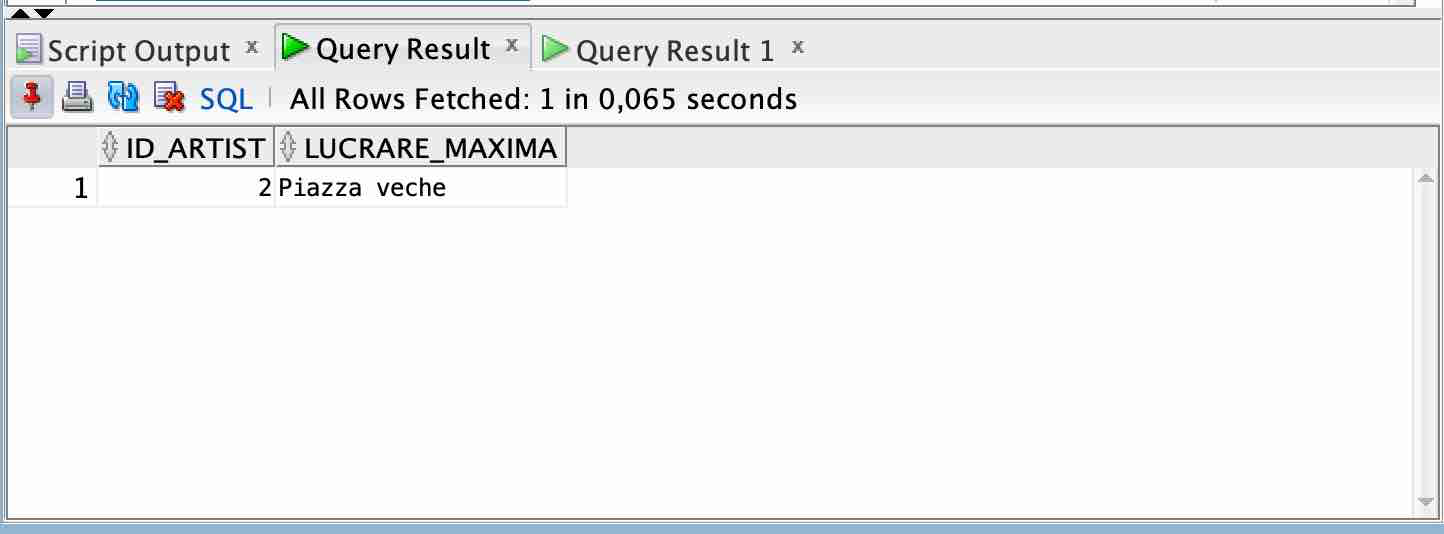 Script Output x Query Result x Query Result 1 x
SQL All Rows Fetched: 1 in 0,065 seconds
ID_ARTIST LUCRARE_MAXIMA
1 2 Piazza veche